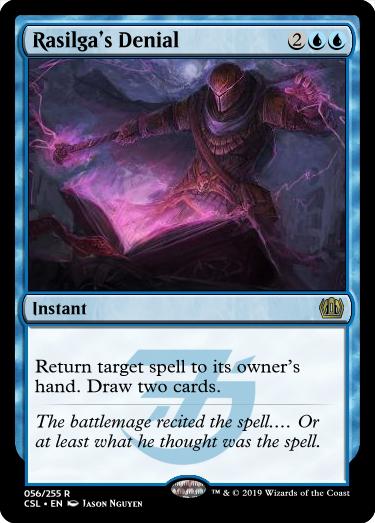 Rasilga's Denial 2
Instant
Return target spell to its owner's
hand. Draw two cards.
The battlemage recited the spell.… Or
at least what he thought was the spell.
056/255 R
CSL • EN Jason Nguyen
™ & © 2019 Wizards of the Coast